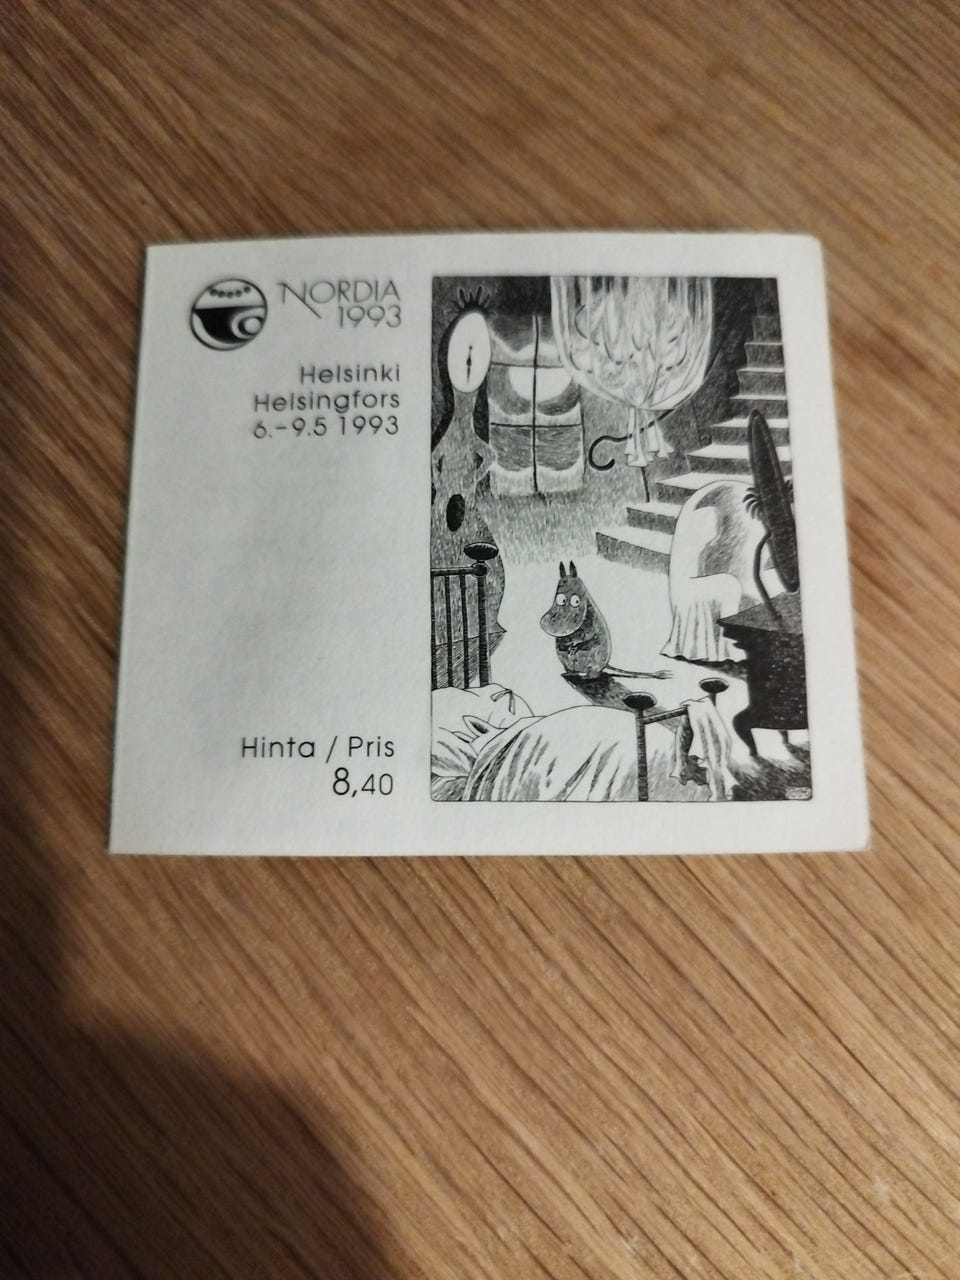 NORDIA
1993
Helsinki
Helsingfors
6.–9.5 1993
Hinta / Pris
8,40